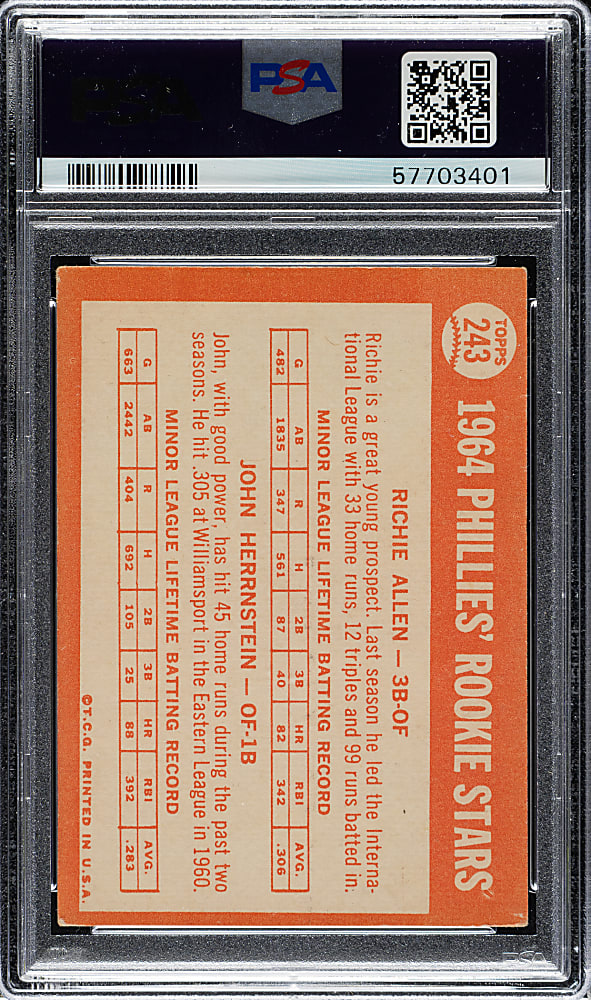 PSA
57703401
TOPPS
243
1964 PHILLIES' ROOKIE STARS
RICHIE ALLEN — 3B-OF
Richie is a great young prospect. Last season he led the Interna-
tional League with 33 home runs, 12 triples and 99 runs batted in.
MINOR LEAGUE LIFETIME BATTING RECORD
G AB R H 2B 3B HR RBI AVG.
482 1835 347 561 87 40 82 342 .306
JOHN HERRNSTEIN — OF-1B
John, with good power, has hit 45 home runs during the past two
seasons. He hit .305 at Williamsport in the Eastern League in 1960.
MINOR LEAGUE LIFETIME BATTING RECORD
G AB R H 2B 3B HR RBI AVG.
663 2442 404 692 105 25 88 392 .283
©T.C.G. PRINTED IN U.S.A.
PSA